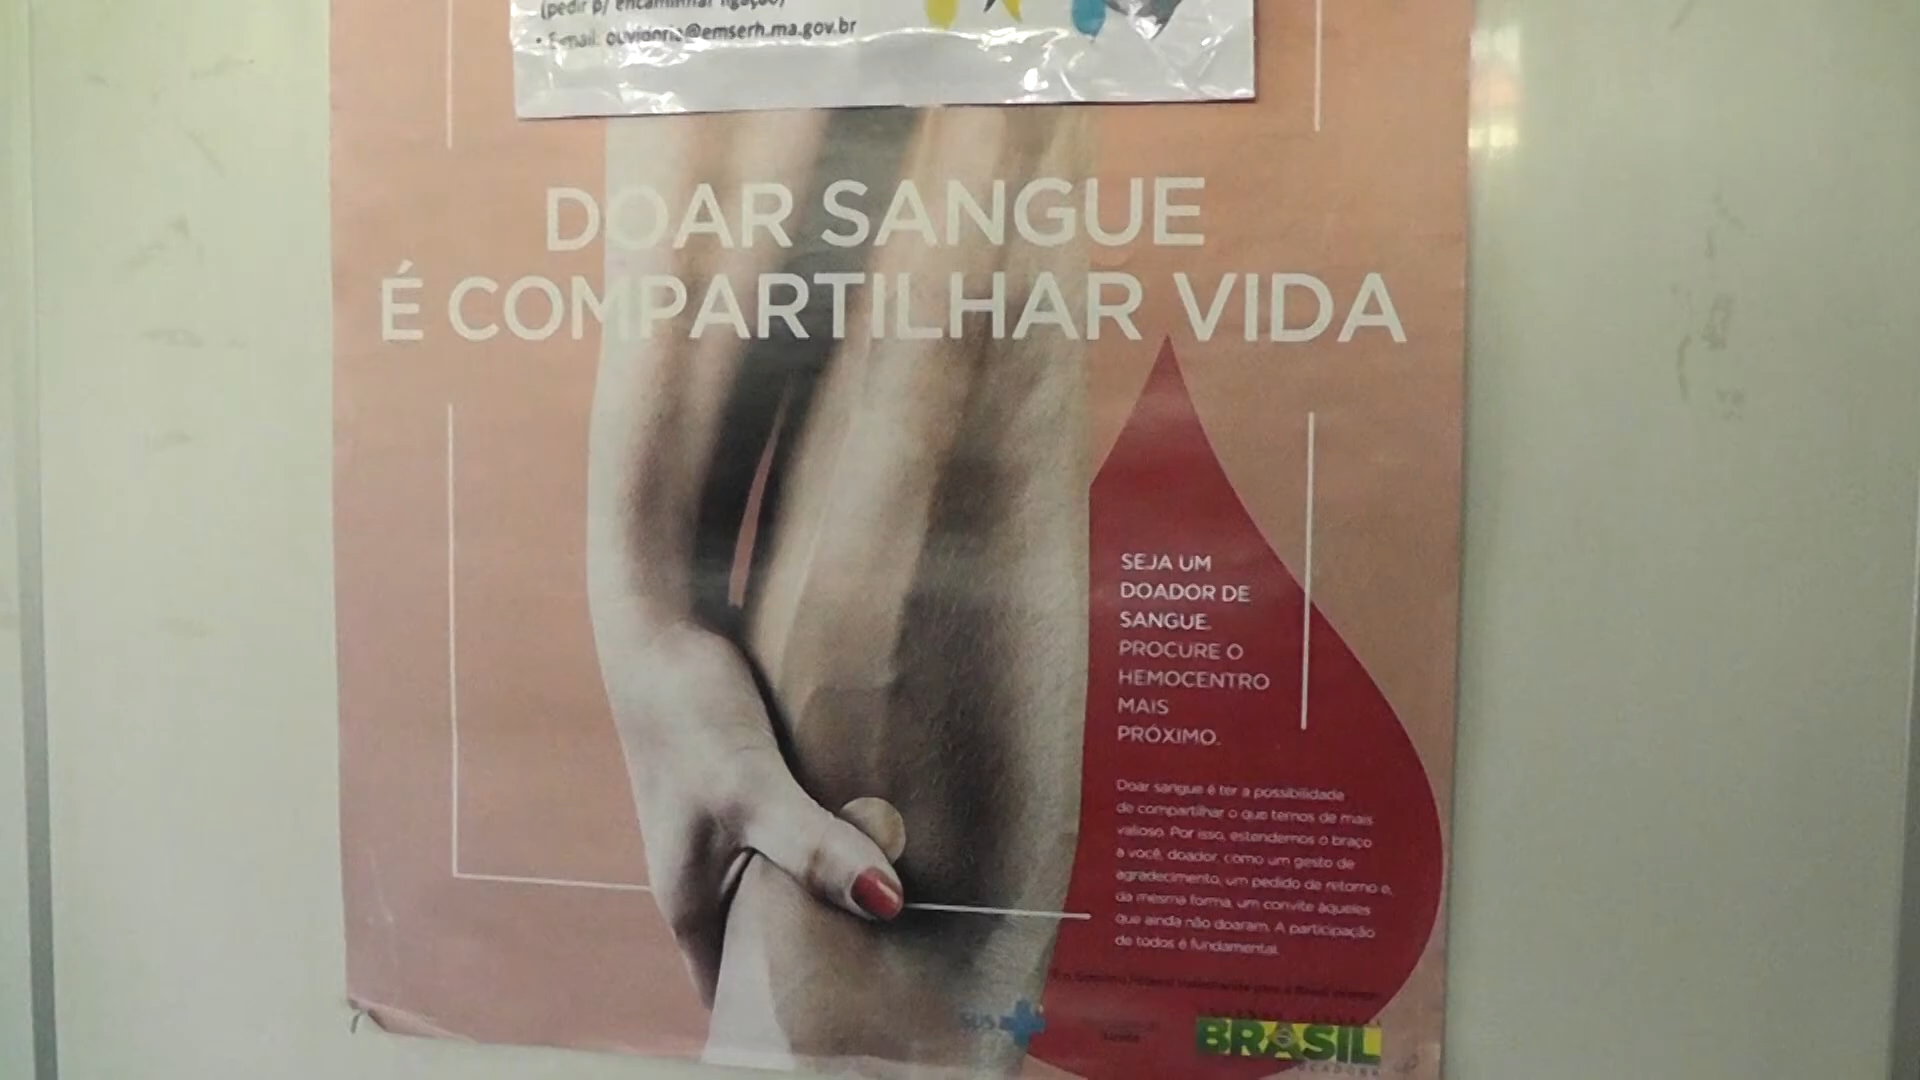 (pedir p/ encaminhar ligação)
• E-mail: ouvidoria@emserh.ma.gov.br
DOAR SANGUE
É COMPARTILHAR VIDA
SEJA UM
DOADOR DE
SANGUE.
PROCURE O
HEMOCENTRO
MAIS
PRÓXIMO.
Doar sangue é ter a possibilidade
de compartilhar o que temos de mais
valioso. Por isso, estendemos o braço
a você, doador, como um gesto de
agradecimento, um pedido de retorno e,
da mesma forma, um convite àqueles
que ainda não doaram. A participação
de todos é fundamental.
SUS
Saúde
BRASIL